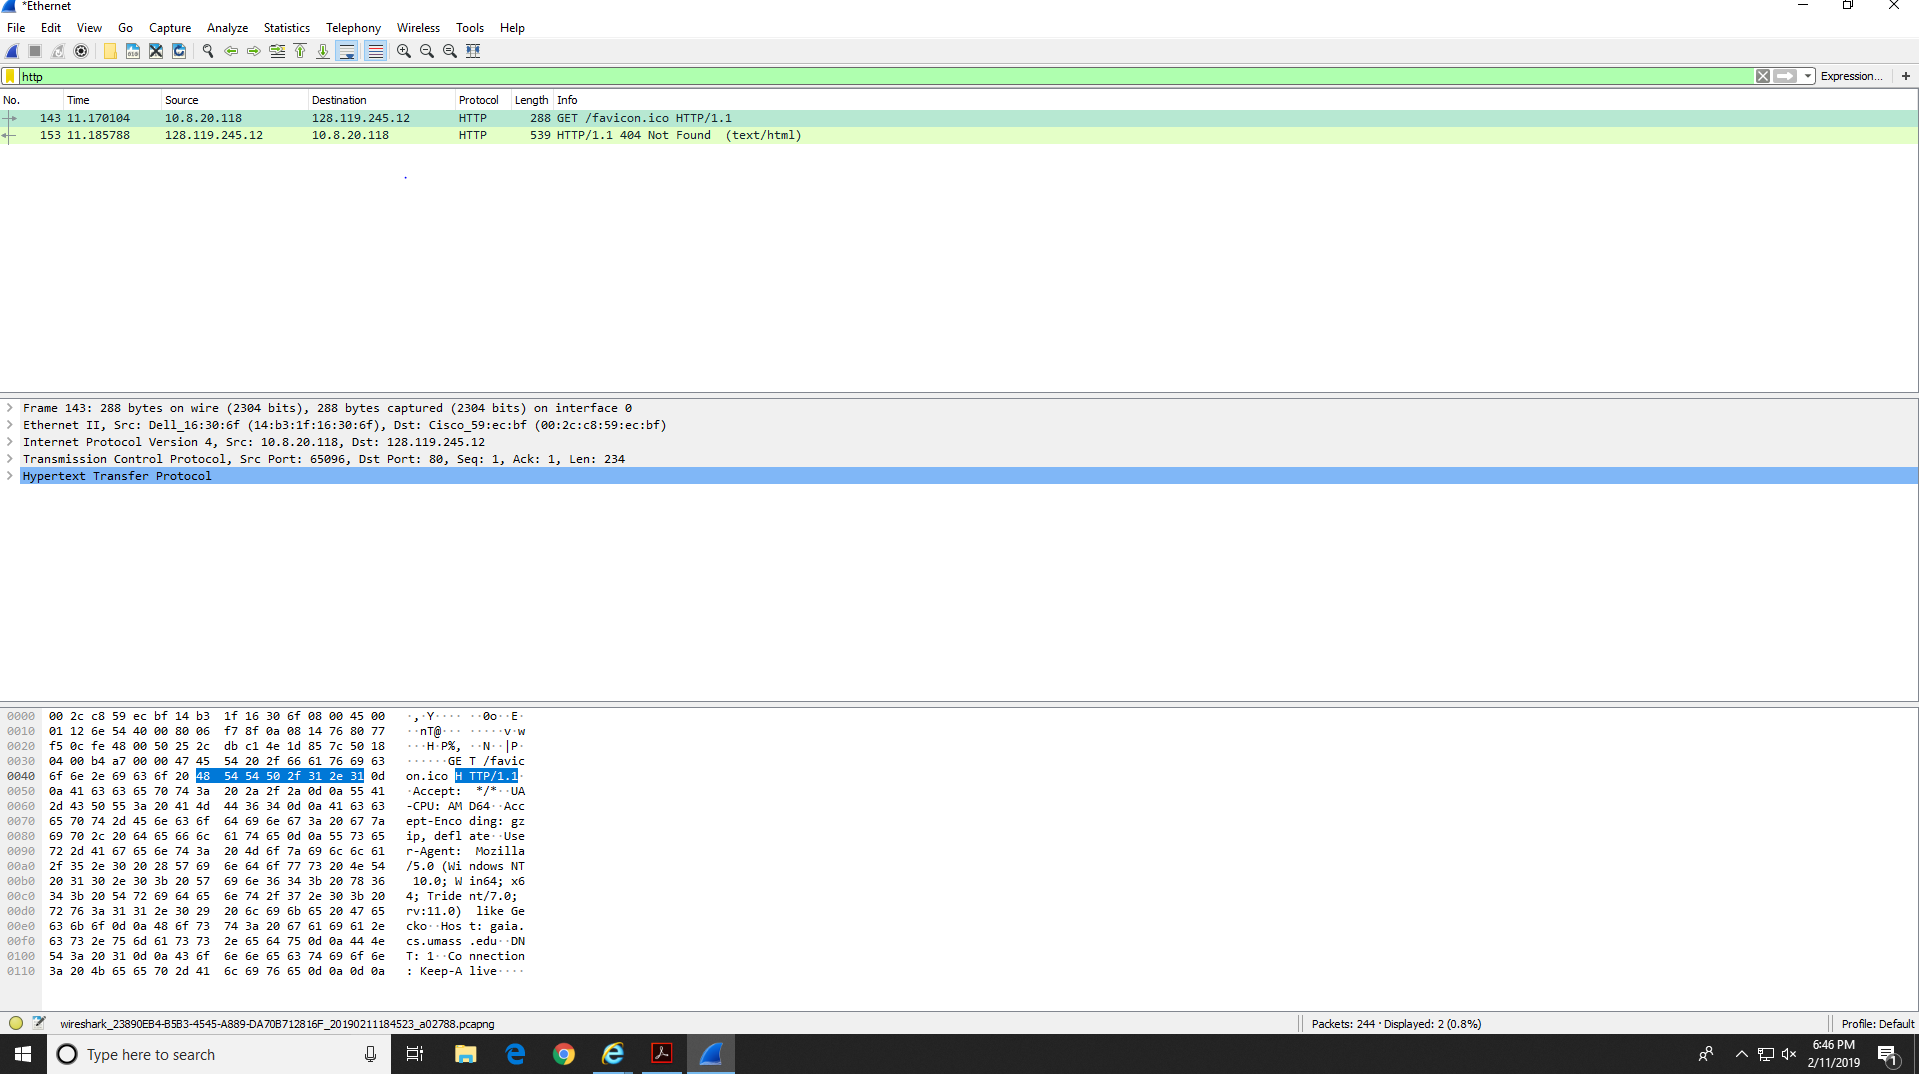 *Ethernet
File Edit View Go Capture Analyze Statistics Telephony Wireless Tools Help
http Expression... +
No. Time Source Destination Protocol Length Info
143 11.170104 10.8.20.118 128.119.245.12 HTTP 288 GET /favicon.ico HTTP/1.1
153 11.185788 128.119.245.12 10.8.20.118 HTTP 539 HTTP/1.1 404 Not Found (text/html)
Frame 143: 288 bytes on wire (2304 bits), 288 bytes captured (2304 bits) on interface 0
Ethernet II, Src: Dell_16:30:6f (14:b3:1f:16:30:6f), Dst: Cisco_59:ec:bf (00:2c:c8:59:ec:bf)
Internet Protocol Version 4, Src: 10.8.20.118, Dst: 128.119.245.12
Transmission Control Protocol, Src Port: 65096, Dst Port: 80, Seq: 1, Ack: 1, Len: 234
Hypertext Transfer Protocol
0000 00 2c c8 59 ec bf 14 b3 1f 16 30 6f 08 00 45 00 ·,·Y···· ··0o··E·
0010 01 12 6e 54 40 00 80 06 f7 8f 0a 08 14 76 80 77 ··nT@··· ·····v·w
0020 f5 0c fe 48 00 50 25 2c db c1 4e 1d 85 7c 50 18 ···H·P%, ··N··|P·
0030 04 00 b4 a7 00 00 47 45 54 20 2f 66 61 76 69 63 ······GE T /favic
0040 6f 6e 2e 69 63 6f 20 48 54 54 50 2f 31 2e 31 0d on.ico H TTP/1.1·
0050 0a 41 63 63 65 70 74 3a 20 2a 2f 2a 0d 0a 55 41 ·Accept: */*··UA
0060 2d 43 50 55 3a 20 41 4d 44 36 34 0d 0a 41 63 63 -CPU: AM D64··Acc
0070 65 70 74 2d 45 6e 63 6f 64 69 6e 67 3a 20 67 7a ept-Enco ding: gz
0080 69 70 2c 20 64 65 66 6c 61 74 65 0d 0a 55 73 65 ip, defl ate··Use
0090 72 2d 41 67 65 6e 74 3a 20 4d 6f 7a 69 6c 6c 61 r-Agent: Mozilla
00a0 2f 35 2e 30 20 28 57 69 6e 64 6f 77 73 20 4e 54 /5.0 (Wi ndows NT
00b0 20 31 30 2e 30 3b 20 57 69 6e 36 34 3b 20 78 36 10.0; W in64; x6
00c0 34 3b 20 54 72 69 64 65 6e 74 2f 37 2e 30 3b 20 4; Tride nt/7.0;
00d0 72 76 3a 31 31 2e 30 29 20 6c 69 6b 65 20 47 65 rv:11.0) like Ge
00e0 63 6b 6f 0d 0a 48 6f 73 74 3a 20 67 61 69 61 2e cko··Hos t: gaia.
00f0 63 73 2e 75 6d 61 73 73 2e 65 64 75 0d 0a 44 4e cs.umass .edu··DN
0100 54 3a 20 31 0d 0a 43 6f 6e 6e 65 63 74 69 6f 6e T: 1··Co nnection
0110 3a 20 4b 65 65 70 2d 41 6c 69 76 65 0d 0a 0d 0a : Keep-A live····
wireshark_23890EB4-B5B3-4545-A889-DA70B712816F_20190211184523_a02788.pcapng Packets: 244 · Displayed: 2 (0.8%) Profile: Default
Type here to search
6:46 PM
2/11/2019
1